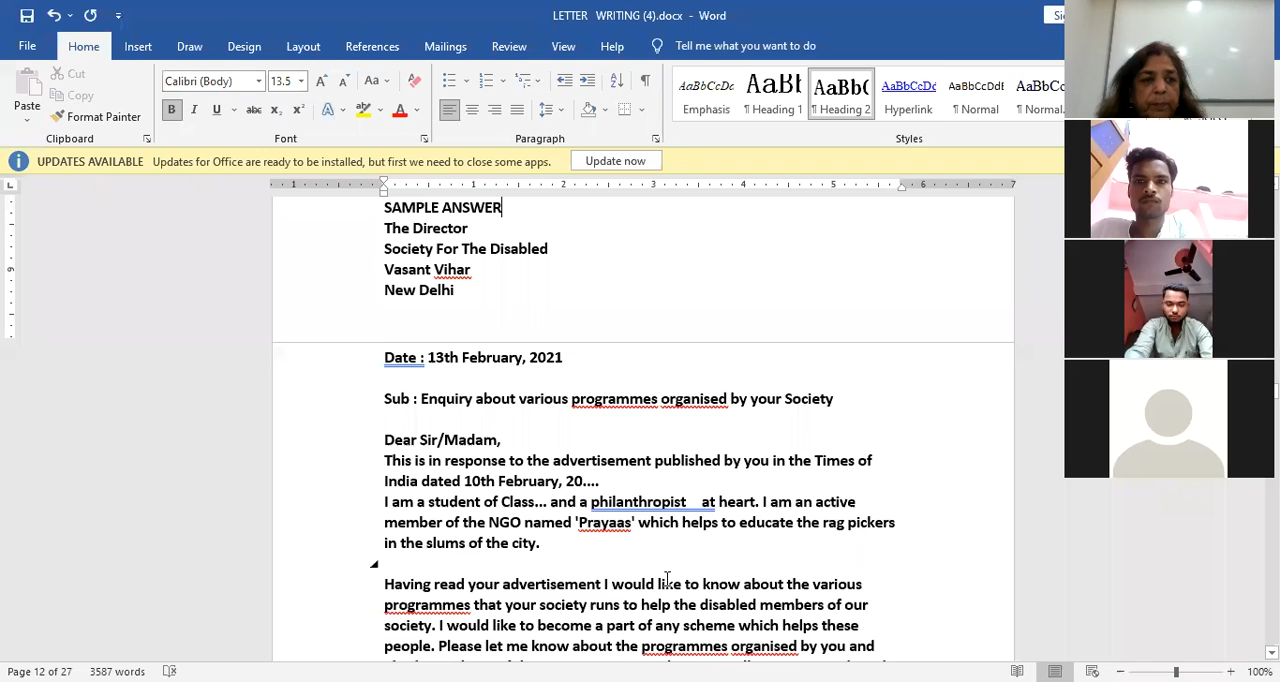 LETTER WRITING (4).docx - Word
File Home Insert Draw Design Layout References Mailings Review View Help Tell me what you want to do
Paste
Cut
Copy
Format Painter
Clipboard
Calibri (Body) 13.5
Font
Paragraph
AaBbCcDc AaBb( AaBb( AaBbCcDc AaBbCcDdE AaBbCc
Emphasis ¶ Heading 1 ¶ Heading 2 Hyperlink ¶ Normal ¶ Normal.
Styles
UPDATES AVAILABLE Updates for Office are ready to be installed, but first we need to close some apps. Update now
1 1 2 3 4 5 6 7
SAMPLE ANSWER
The Director
Society For The Disabled
Vasant Vihar
New Delhi
Date : 13th February, 2021
Sub : Enquiry about various programmes organised by your Society
Dear Sir/Madam,
This is in response to the advertisement published by you in the Times of
India dated 10th February, 20....
I am a student of Class... and a philanthropist at heart. I am an active
member of the NGO named 'Prayaas' which helps to educate the rag pickers
in the slums of the city.
Having read your advertisement I would like to know about the various
programmes that your society runs to help the disabled members of our
society. I would like to become a part of any scheme which helps these
people. Please let me know about the programmes organised by you and
Page 12 of 27 3587 words 100%